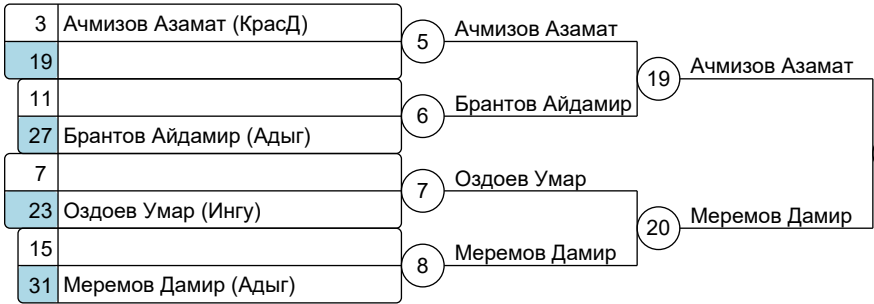 3 Ачмизов Азамат (КрасД)
19
5 Ачмизов Азамат
11
27 Брантов Айдамир (Адыг)
6 Брантов Айдамир
19 Ачмизов Азамат
7
23 Оздоев Умар (Ингу)
7 Оздоев Умар
15
31 Меремов Дамир (Адыг)
8 Меремов Дамир
20 Меремов Дамир